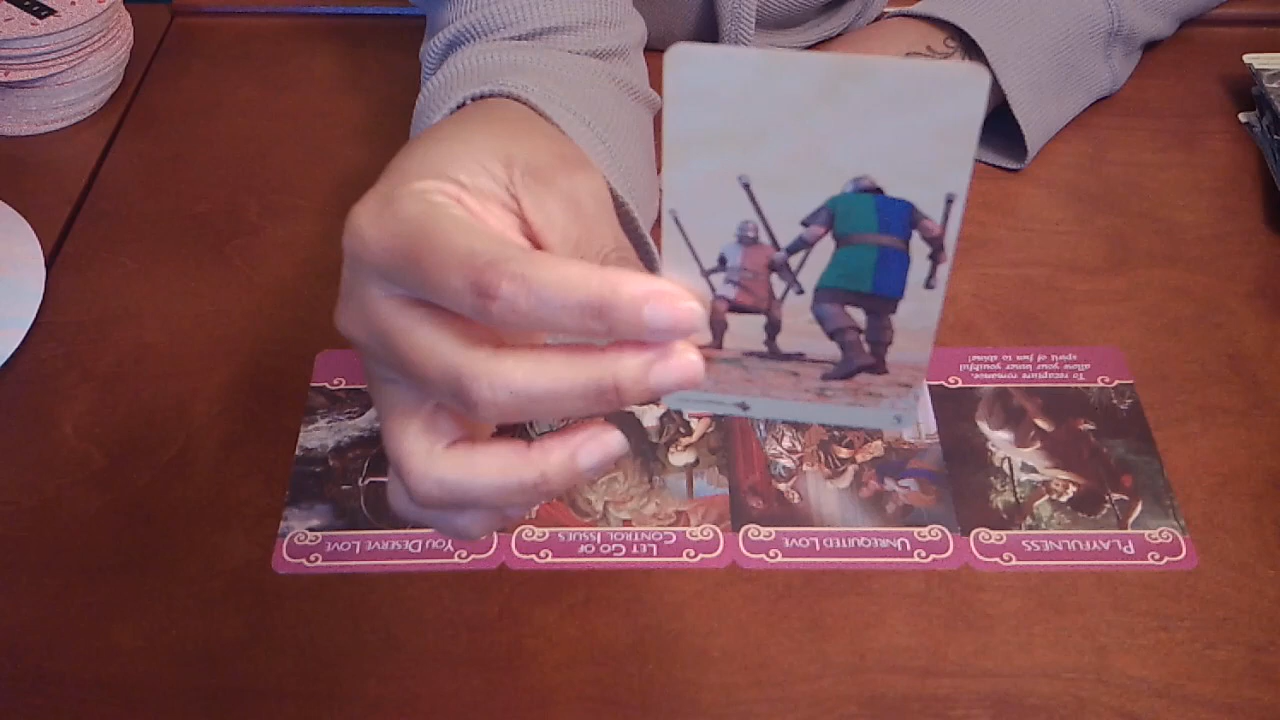 To recapture romance,
allow your inner youthful
spirit of fun to shine!
YOU DESERVE LOVE
LET GO OF
CONTROL ISSUES
UNREQUITED LOVE
PLAYFULNESS